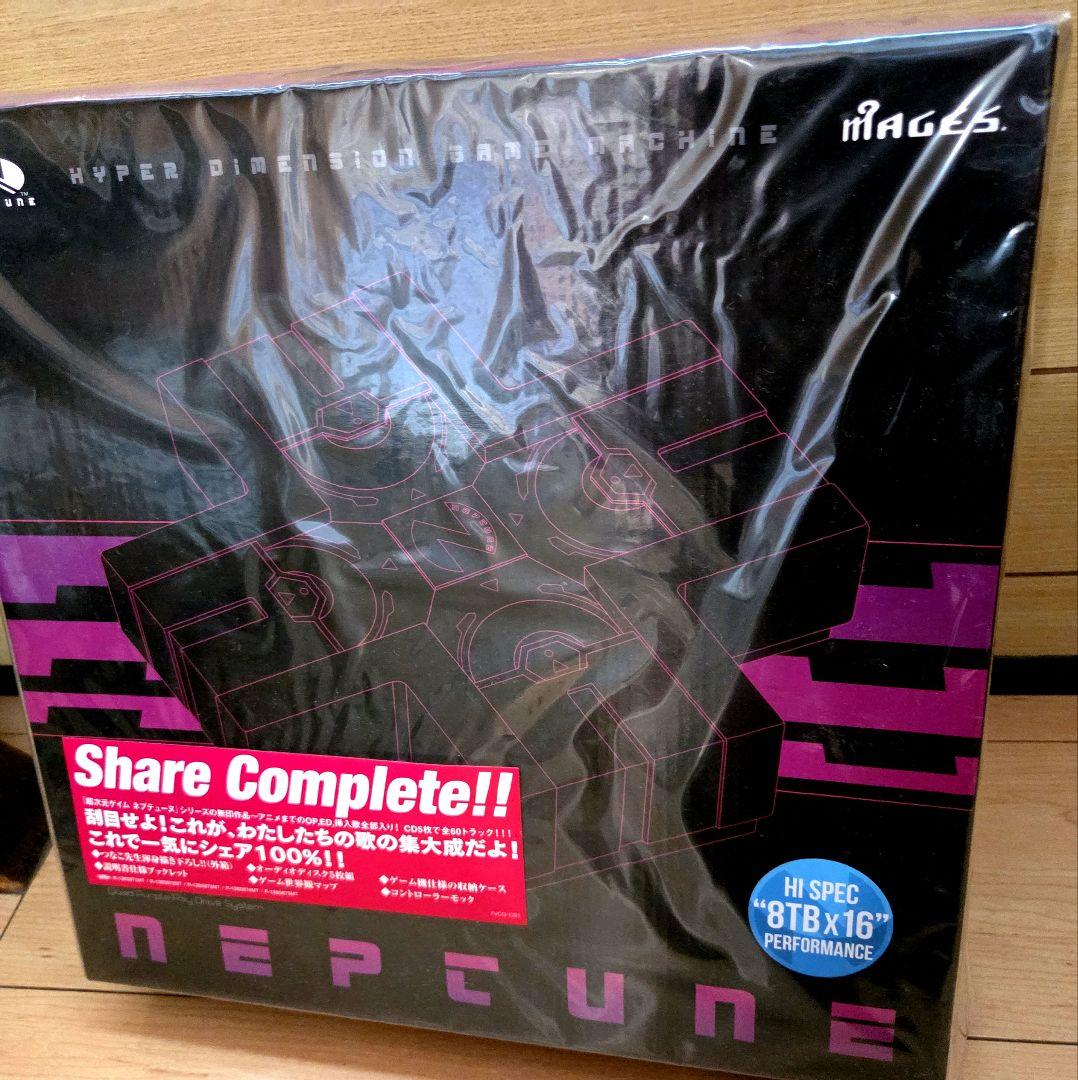 HYPER DIMENSION GAME MACHINE
MAGES.
NEPTUNE
Share Complete!!
「超次元ゲイム ネプテューヌ」シリーズの無印作品〜アニメまでのOP,ED,挿入歌全部入り! CD5枚で全60トラック!!!
刮目せよ!これが、わたしたちの歌の集大成だよ!
これで一気にシェア100%!!
◆つなこ先生渾身描き下ろし!!(外箱)
◆オーディオディスク5枚組
◆ゲーム機仕様の収納ケース
◆説明書仕様ブックレット
◆ゲーム世界観マップ
◆コントローラーモック
HI SPEC
"8TB x 16"
PERFORMANCE
NEPTUNE